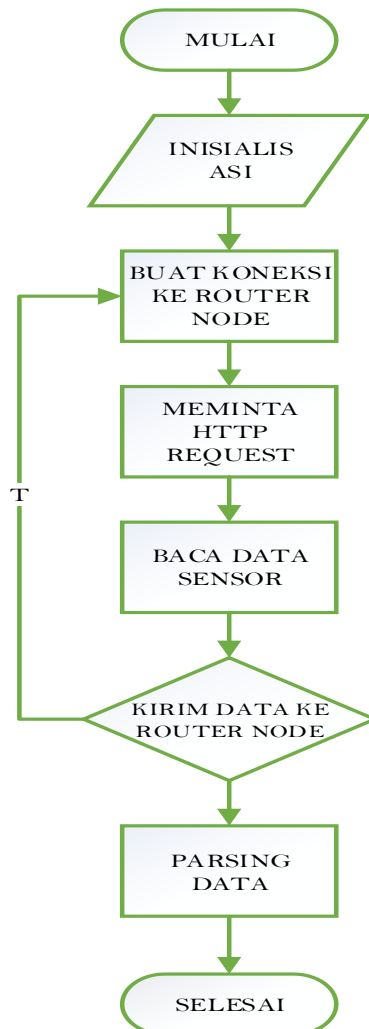 MULAI
INISIALIS
ASI
BUAT KONEKSI
KE ROUTER
NODE
MEMINTA
HTTP
REQUEST
T
BACA DATA
SENSOR
KIRIM DATA KE
ROUTER NODE
PARSING
DATA
SELESAI